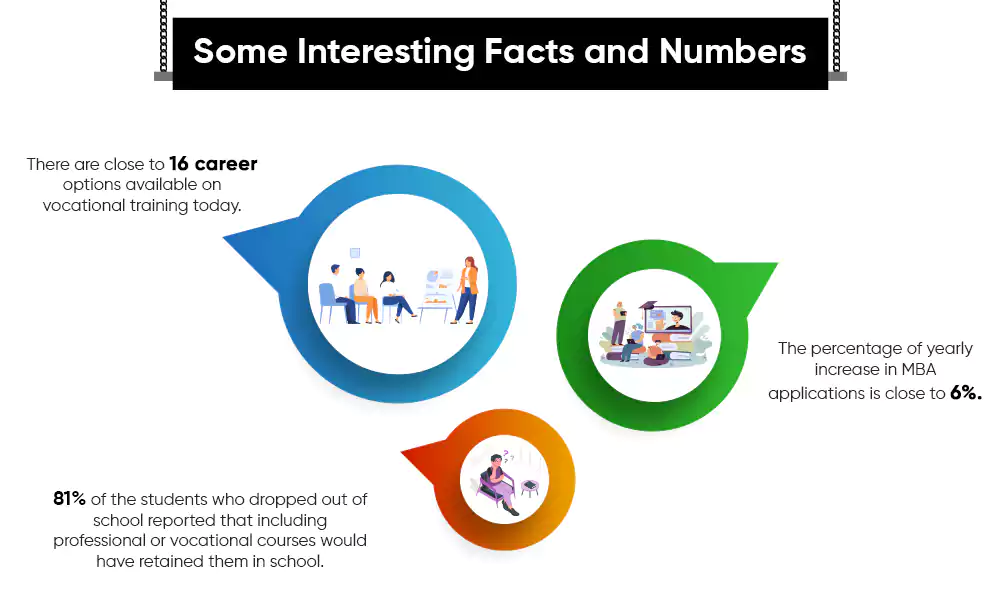 Some Interesting Facts and Numbers
There are close to 16 career
options available on
vocational training today.
The percentage of yearly
increase in MBA
applications is close to 6%.
81% of the students who dropped out of
school reported that including
professional or vocational courses would
have retained them in school.